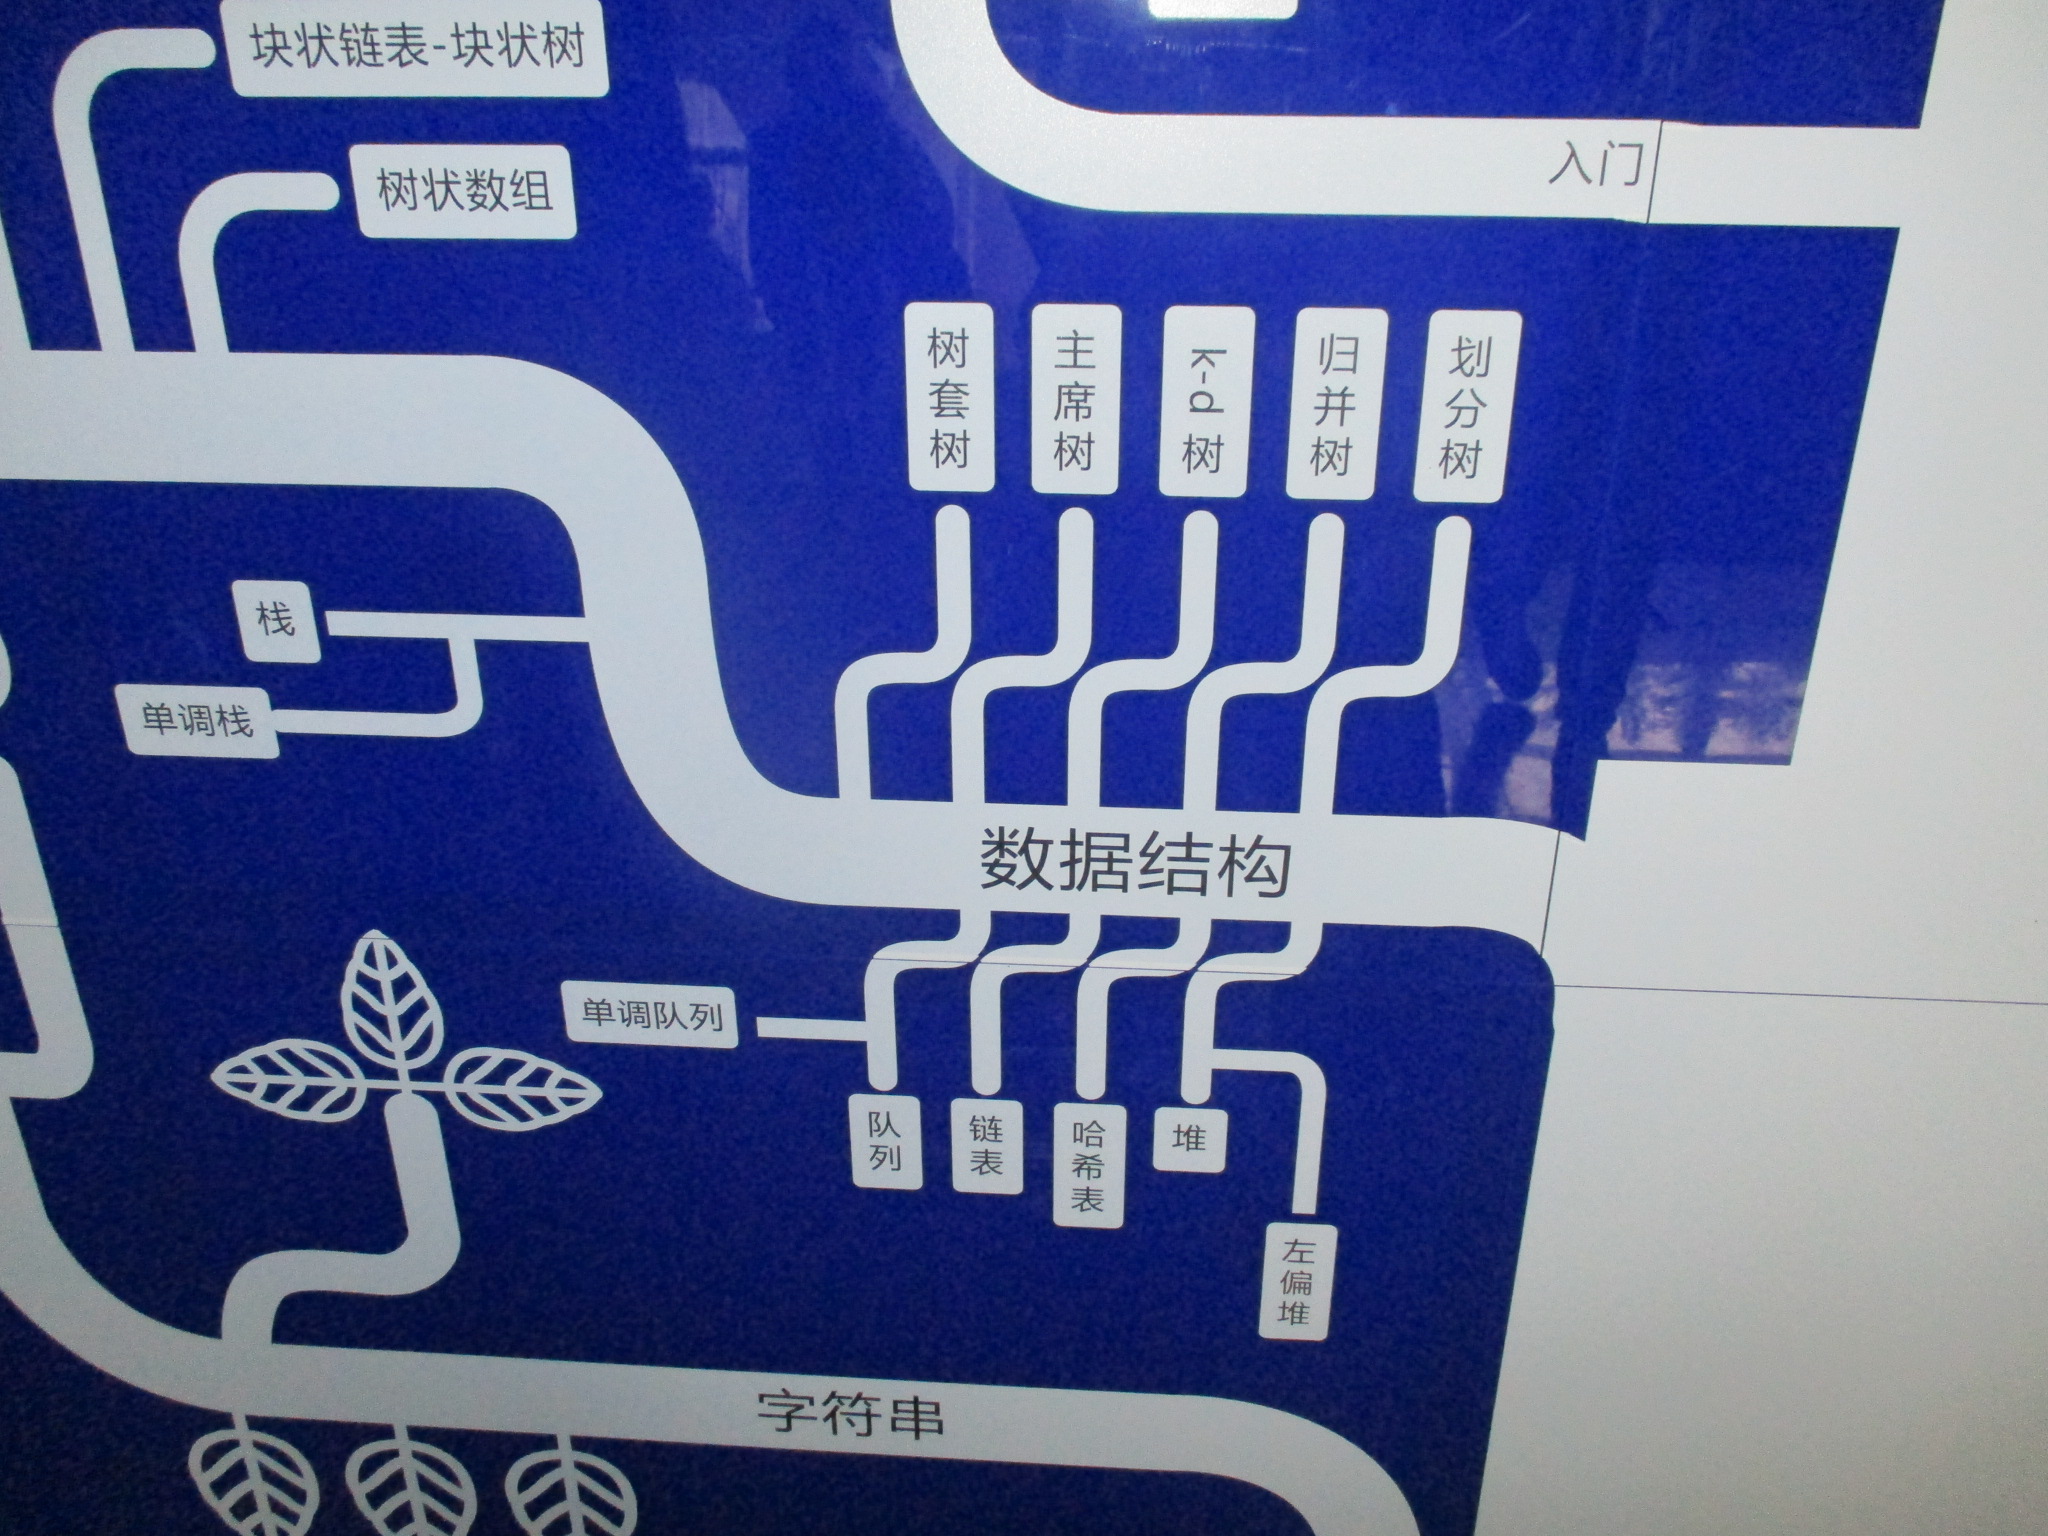 块状链表-块状树
树状数组
入门
树套树
主席树
k-d树
归并树
划分树
栈
单调栈
数据结构
单调队列
队列
链表
哈希表
堆
左偏堆
字符串